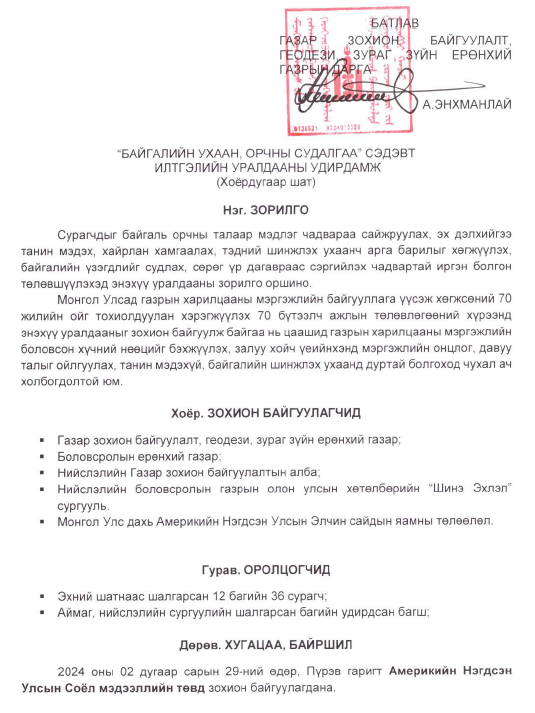 БАТЛАВ
ГАЗАР ЗОХИОН БАЙГУУЛАЛТ,
ГЕОДЕЗИ, ЗУРАГ ЗҮЙН ЕРӨНХИЙ
ГАЗРЫН ДАРГА
А.ЭНХМАНЛАЙ
“БАЙГАЛИЙН УХААН, ОРЧНЫ СУДАЛГАА” СЭДЭВТ
ИЛТГЭЛИЙН УРАЛДААНЫ УДИРДАМЖ
(Хоёрдугаар шат)
Нэг. ЗОРИЛГО
Сурагчдыг байгаль орчны талаар мэдлэг чадвараа сайжруулах, эх дэлхийгээ
танин мэдэх, хайрлан хамгаалах, тэдний шинжлэх ухаанч арга барилыг хөгжүүлэх,
байгалийн үзэгдлийг судлах, сөрөг үр дагавраас сэргийлэх чадвартай иргэн болгон
төлөвшүүлэхэд энэхүү уралдааны зорилго оршино.
Монгол Улсад газрын харилцааны мэргэжлийн байгууллага үүсэж хөгжсөний 70
жилийн ойг тохиолдуулан хэрэгжүүлэх 70 бүтээлч ажлын төлөвлөгөөний хүрээнд
энэхүү уралдааныг зохион байгуулж байгаа нь цаашид газрын харилцааны мэргэжлийн
боловсон хүчний нөөцийг бэхжүүлэх, залуу хойч үеийнхэнд мэргэжлийн онцлог, давуу
талыг ойлгуулах, танин мэдэхүй, байгалийн шинжлэх ухаанд дуртай болгоход чухал ач
холбогдолтой юм.
Хоёр. ЗОХИОН БАЙГУУЛАГЧИД
▪ Газар зохион байгуулалт, геодези, зураг зүйн ерөнхий газар;
▪ Боловсролын ерөнхий газар;
▪ Нийслэлийн Газар зохион байгуулалтын алба;
▪ Нийслэлийн боловсролын газрын олон улсын хөтөлбөрийн “Шинэ Эхлэл”
сургууль.
▪ Монгол Улс дахь Америкийн Нэгдсэн Улсын Элчин сайдын яамны төлөөлөл.
Гурав. ОРОЛЦОГЧИД
▪ Эхний шатнаас шалгарсан 12 багийн 36 сурагч;
▪ Аймаг, нийслэлийн сургуулийн шалгарсан багийн удирдсан багш;
Дөрөв. ХУГАЦАА, БАЙРШИЛ
2024 оны 02 дугаар сарын 29-ний өдөр, Пүрэв гаригт Америкийн Нэгдсэн
Улсын Соёл мэдээллийн төвд зохион байгуулагдана.